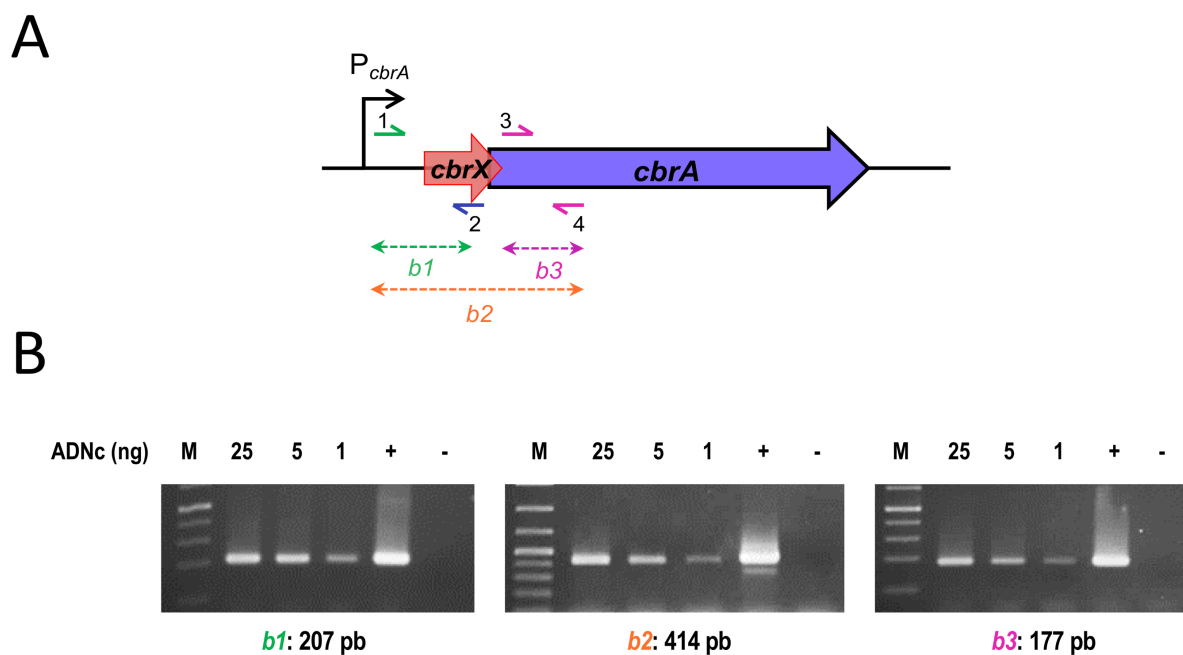 A
PcbrA
1
3
cbrX
cbrA
2
4
b1
b3
b2
B
ADNc (ng) M 25 5 1 + - M 25 5 1 + - M 25 5 1 + -
b1: 207 pb b2: 414 pb b3: 177 pb